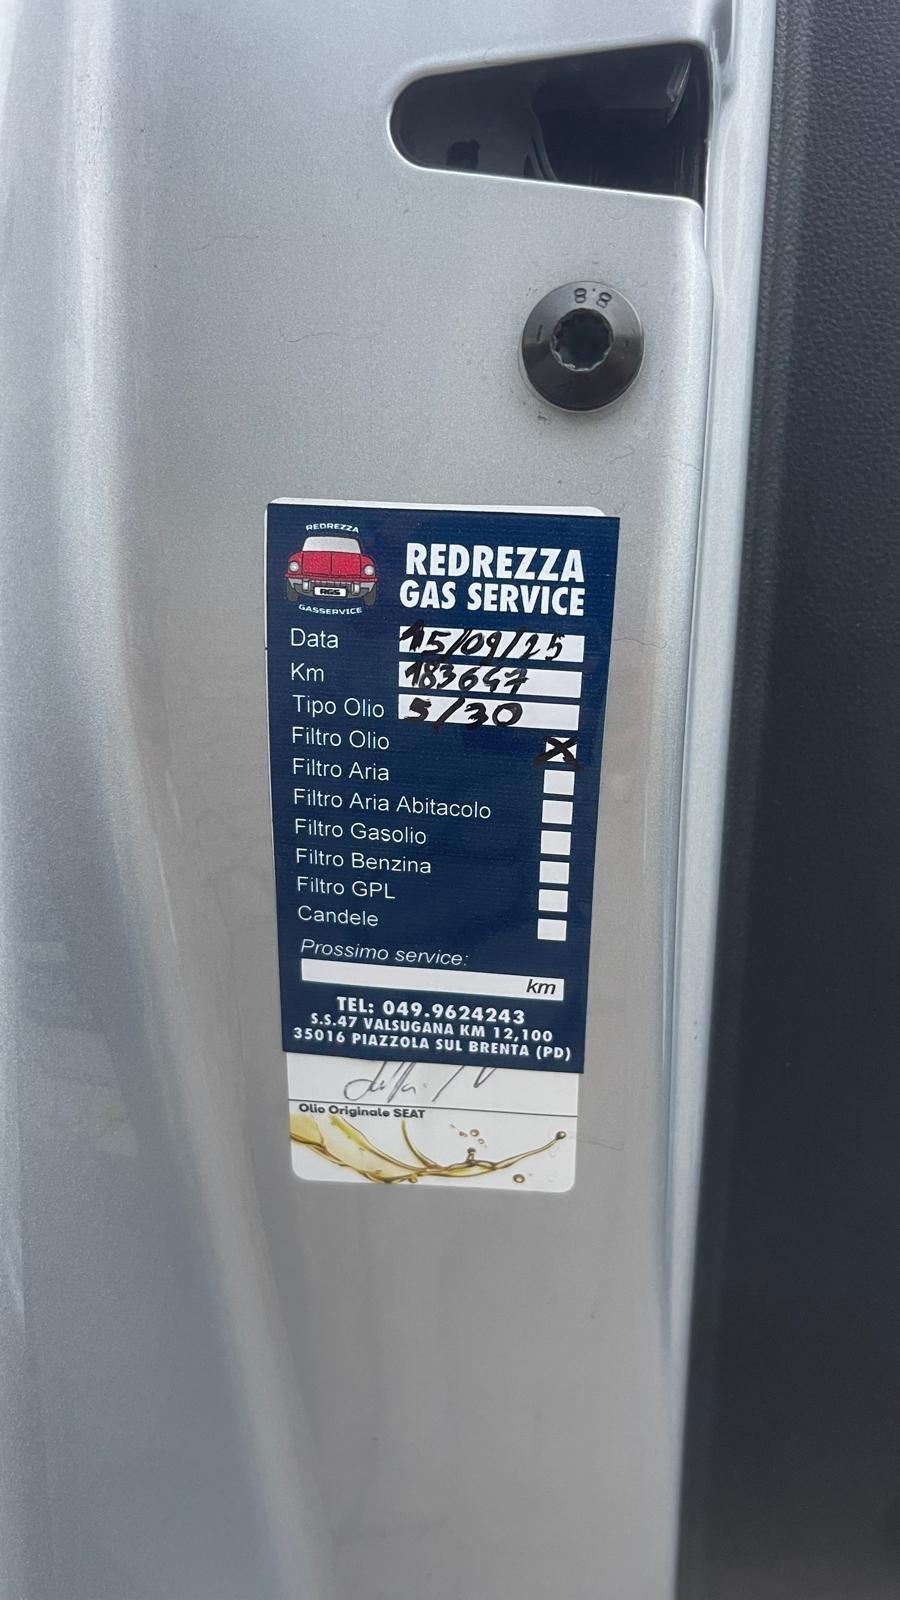 8.8
REDREZZA
RGS
GASSERVICE
REDREZZA
GAS SERVICE
Data 15/09/25
Km 183647
Tipo Olio 5/30
Filtro Olio X
Filtro Aria
Filtro Aria Abitacolo
Filtro Gasolio
Filtro Benzina
Filtro GPL
Candele
Prossimo service:
km
TEL: 049.9624243
S.S.47 VALSUGANA KM 12,100
35016 PIAZZOLA SUL BRENTA (PD)
Olio Originale SEAT